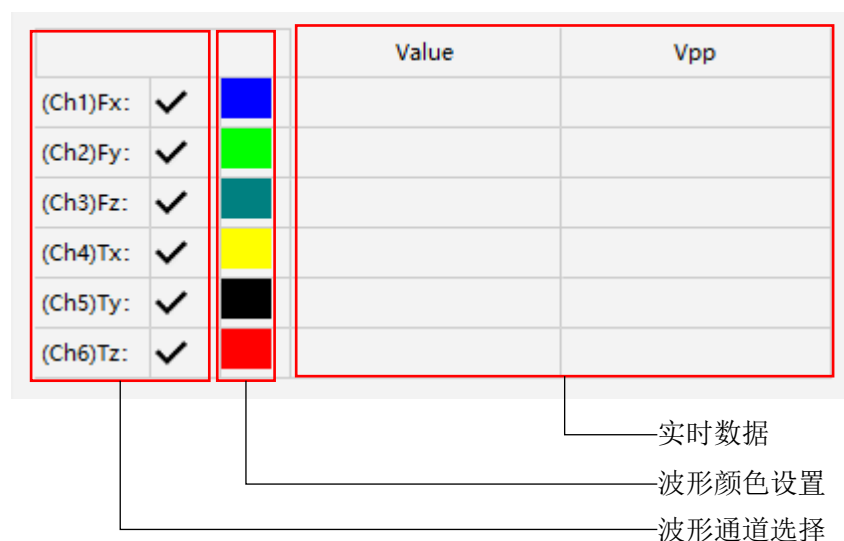 Value Vpp
(Ch1)Fx:
(Ch2)Fy:
(Ch3)Fz:
(Ch4)Tx:
(Ch5)Ty:
(Ch6)Tz:
实时数据
波形颜色设置
波形通道选择